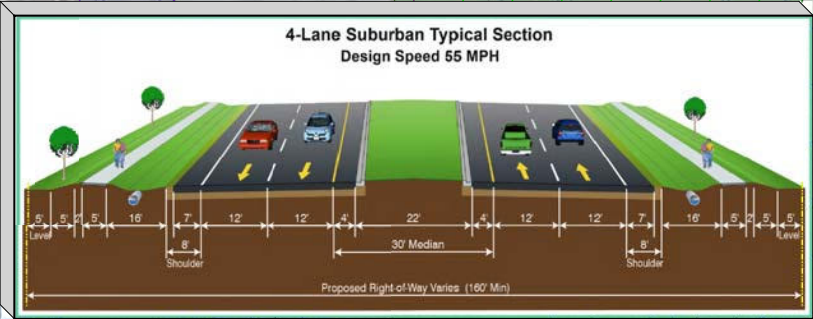 4-Lane Suburban Typical Section
Design Speed 55 MPH
5' 5' 2' 5' 16' 7' 12' 12' 4' 22' 4' 12' 12' 7' 16' 5' 2' 5' 5'
Level Level
8' 30' Median 8'
Shoulder Shoulder
Proposed Right-of-Way Varies (160' Min)